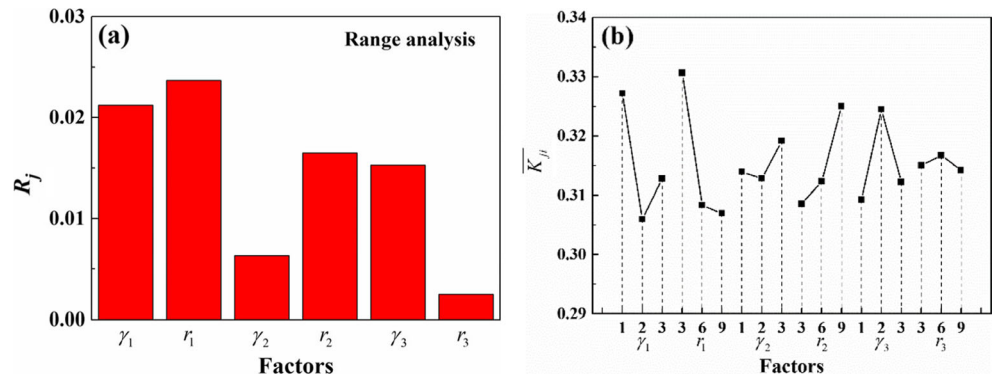 (a)
Range analysis
0.03
0.02
0.01
0.00
R_j
γ₁ r₁ γ₂ r₂ γ₃ r₃
Factors
(b)
0.34
0.33
0.32
0.31
0.30
0.29
K̅_ji
1 2 3 3 6 9 1 2 3 3 6 9 1 2 3 3 6 9
γ₁ r₁ γ₂ r₂ γ₃ r₃
Factors